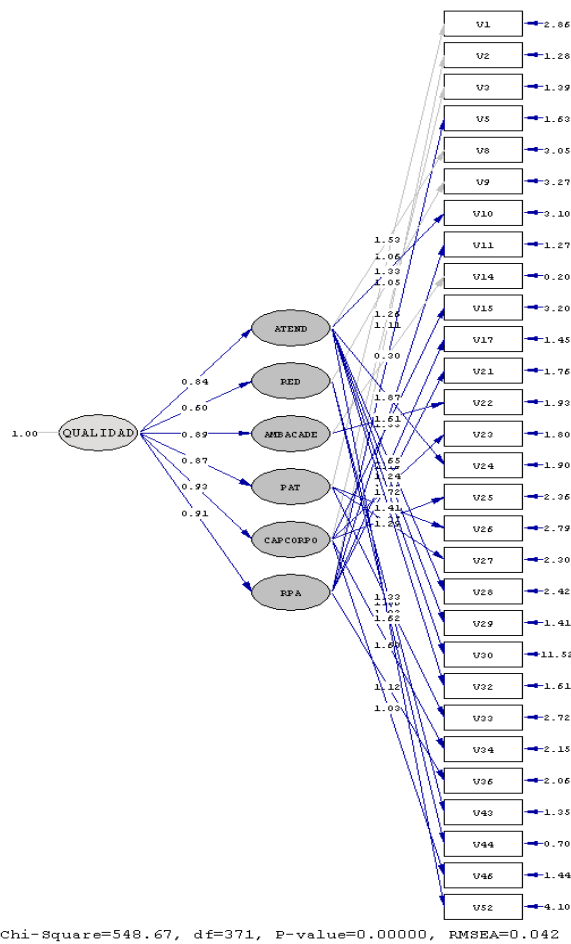 V1
2.86
V2
1.28
V3
1.39
V5
1.63
V8
3.05
V9
3.27
V10
3.10
V11
1.27
V14
0.20
V15
3.20
V17
1.45
V21
1.76
V22
1.93
V23
1.80
V24
1.90
V25
2.36
V26
2.79
V27
2.30
V28
2.42
V29
1.41
V30
11.52
V32
1.61
V33
2.72
V34
2.15
V36
2.06
V43
1.35
V44
0.70
V46
1.44
V52
4.10
ATEND
RED
AMBACADE
PAT
CAPCORPO
RPA
1.00
QUALIDAD
0.84
0.60
0.89
0.87
0.93
0.91
1.53
1.06
1.33
1.05
1.26
1.11
0.30
1.87
1.72
1.41
1.33
1.62
1.12
1.03
Chi-Square=548.67, df=371, P-value=0.00000, RMSEA=0.042